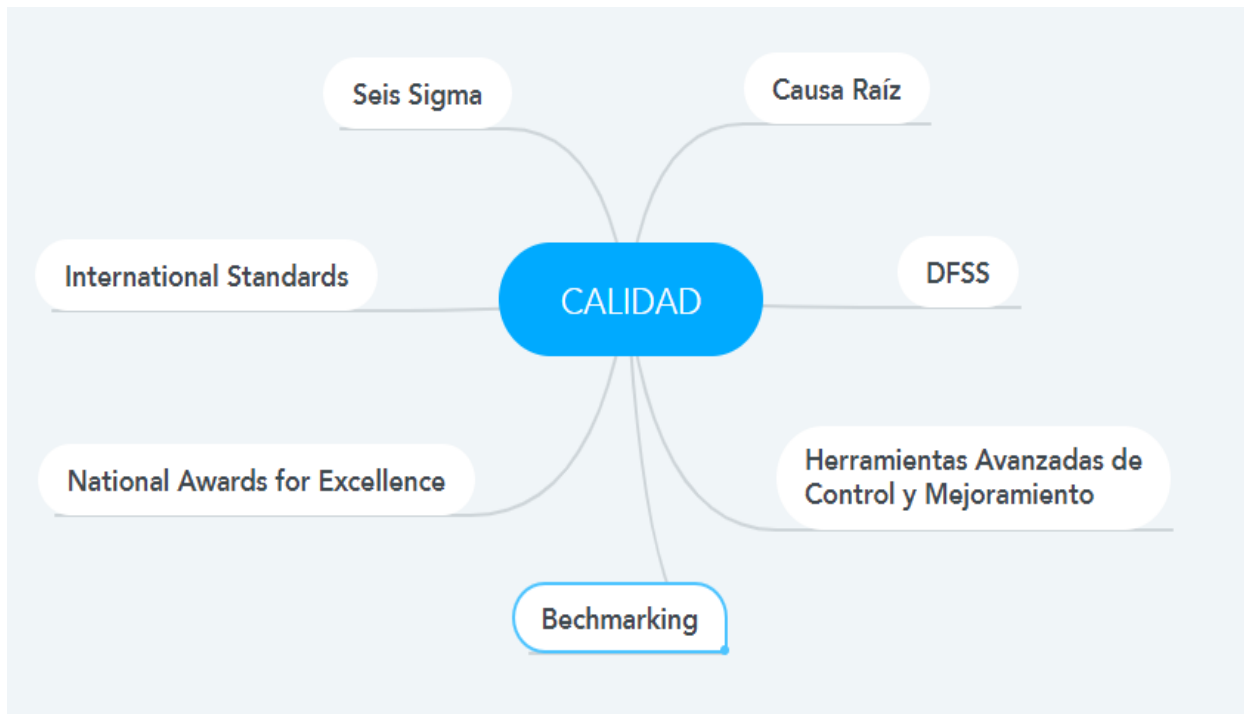 Seis Sigma
Causa Raíz
International Standards
CALIDAD
DFSS
National Awards for Excellence
Herramientas Avanzadas de
Control y Mejoramiento
Bechmarking